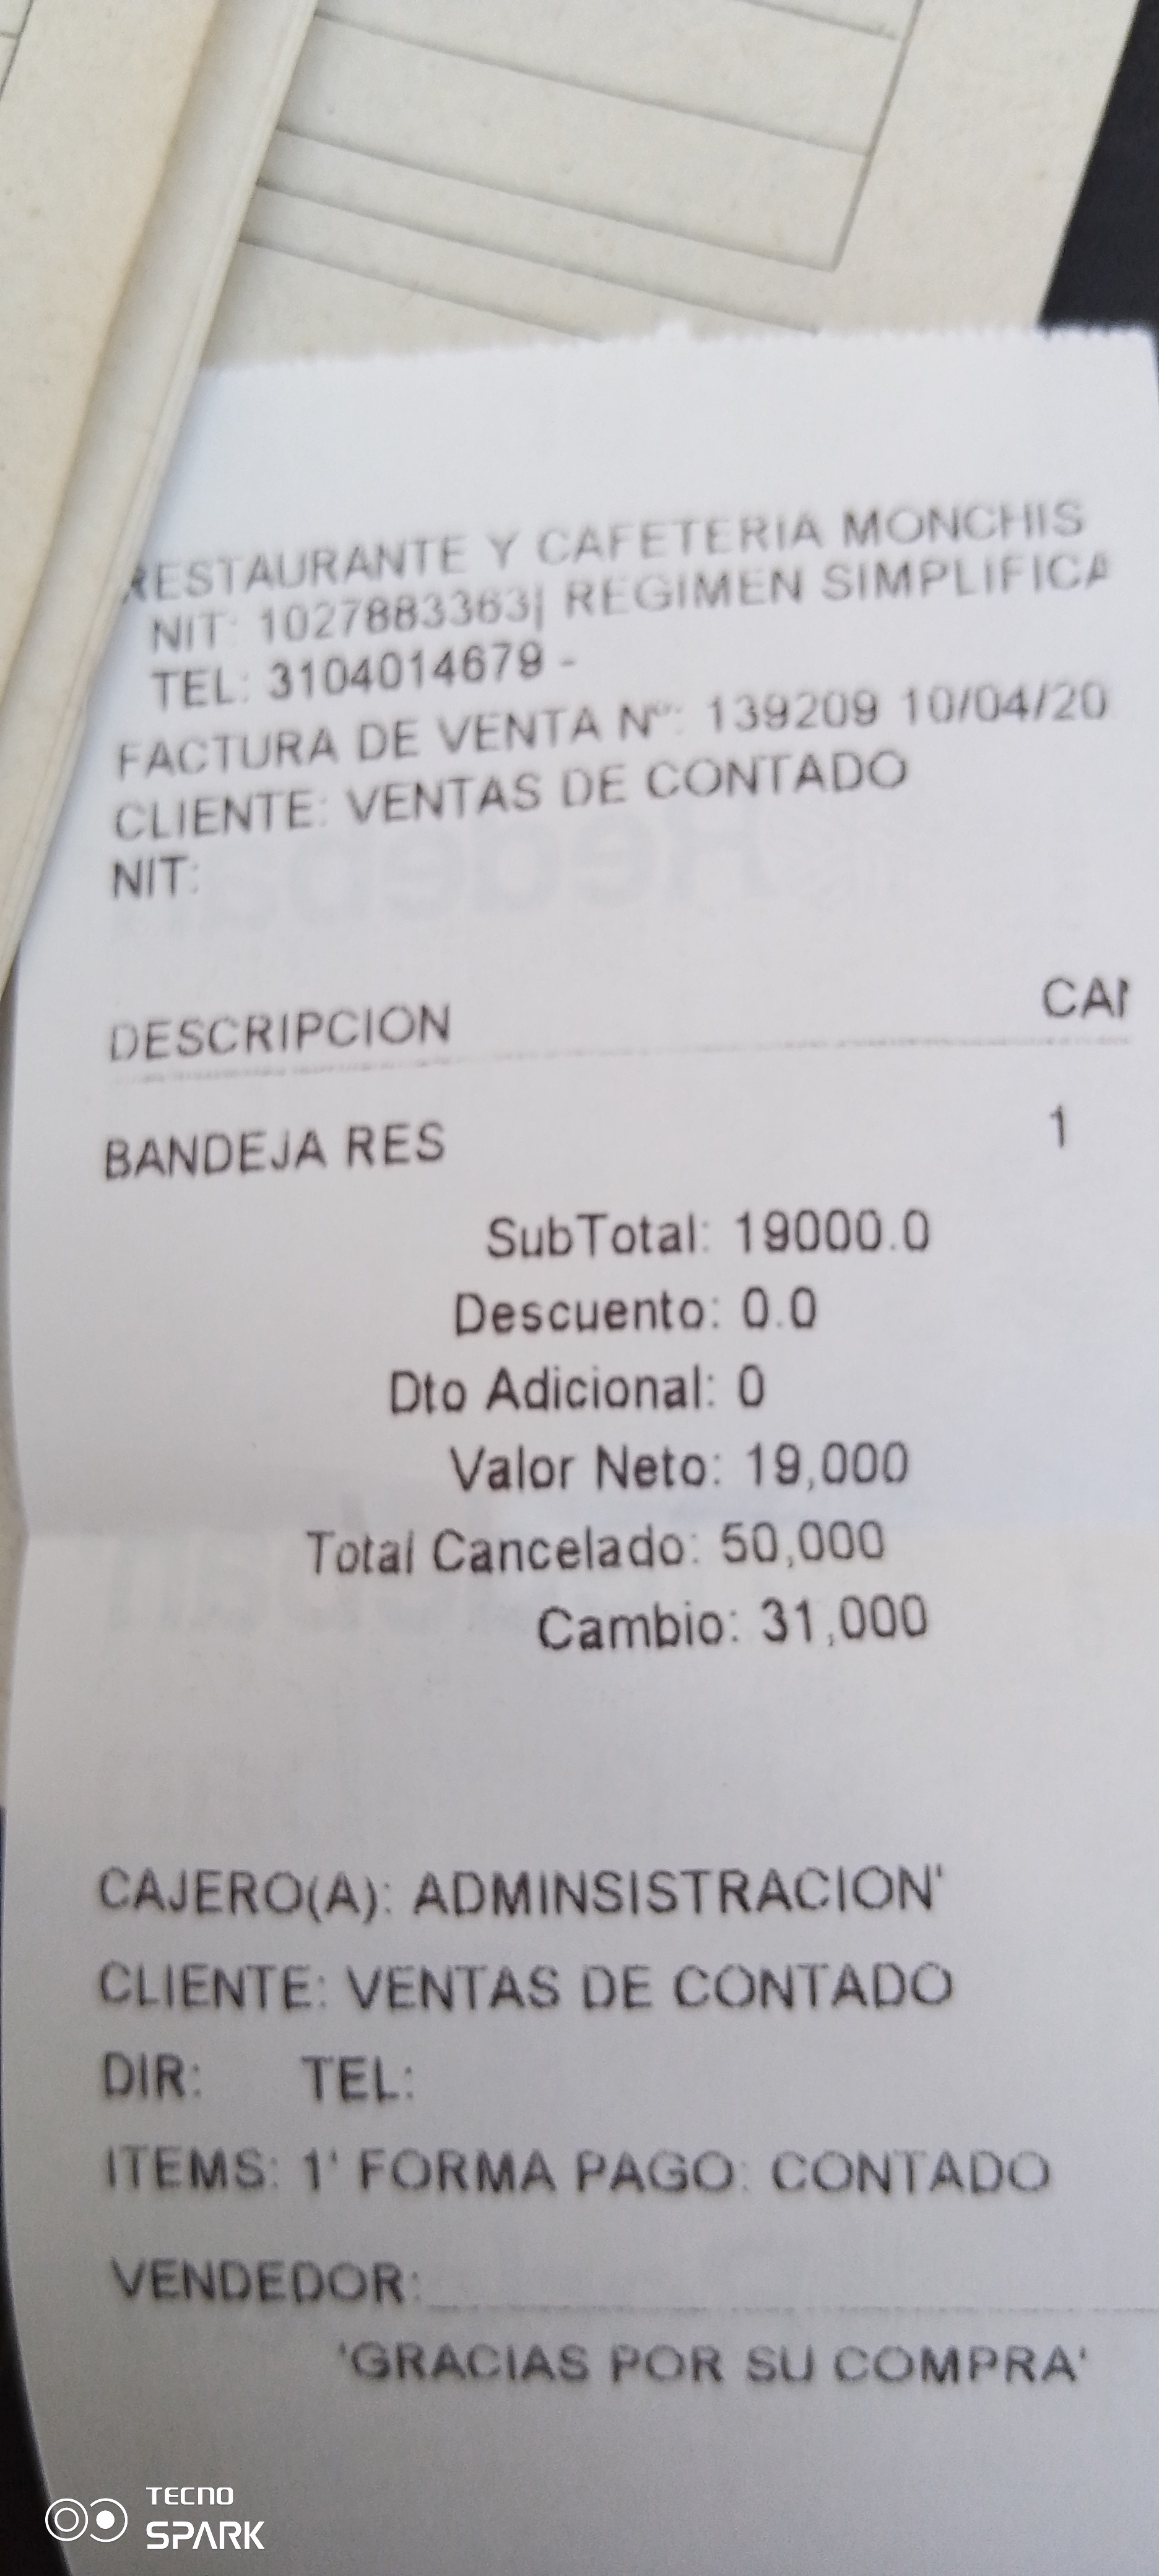 RESTAURANTE Y CAFETERIA MONCHIS
NIT: 1027883363| REGIMEN SIMPLIFICA
TEL: 3104014679 -
FACTURA DE VENTA N°: 139209 10/04/20
CLIENTE: VENTAS DE CONTADO
NIT:
DESCRIPCION CAN
BANDEJA RES 1
SubTotal: 19000.0
Descuento: 0.0
Dto Adicional: 0
Valor Neto: 19,000
Total Cancelado: 50,000
Cambio: 31,000
CAJERO(A): ADMINSISTRACION'
CLIENTE: VENTAS DE CONTADO
DIR: TEL:
ITEMS: 1' FORMA PAGO: CONTADO
VENDEDOR:
'GRACIAS POR SU COMPRA'
TECNO
SPARK